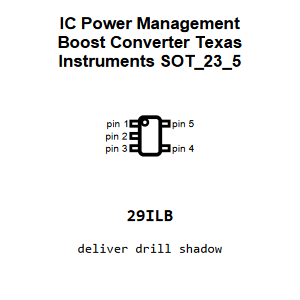 IC Power Management
Boost Converter Texas
Instruments SOT_23_5
pin 1 pin 5
pin 2
pin 3 pin 4
29ILB
deliver drill shadow